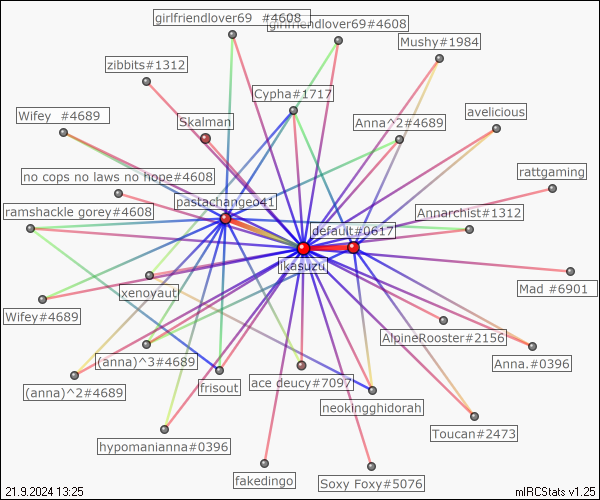 girlfriendlover69 #4608
girlfriendlover69#4608
Mushy#1984
zibbits#1312
Cypha#1717
Wifey #4689
Skalman
Anna^2#4689
avelicious
no cops no laws no hope#4608
rattgaming
pastachangeo41
ramshackle gorey#4608
Annarchist#1312
default#0617
ikasuzu
xenoyaut
Mad #6901
Wifey#4689
AlpineRooster#2156
(anna)^3#4689
Anna.#0396
(anna)^2#4689
frisout
ace deucy#7097
neokingghidorah
hypomanianna#0396
Toucan#2473
fakedingo
Soxy Foxy#5076
21.9.2024 13:25
mIRCStats v1.25